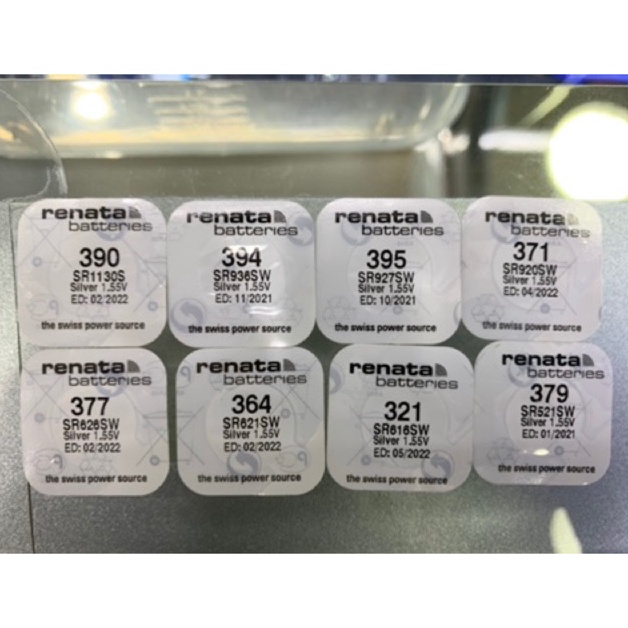 renata
batteries
390
SR1130S
Silver 1.55V
ED: 02/2022
the swiss power source
renata
batteries
394
SR936SW
Silver 1.55V
ED: 11/2021
the swiss power source
renata
batteries
395
SR927SW
Silver 1.55V
ED: 10/2021
the swiss power source
renata
batteries
371
SR920SW
Silver 1.55V
ED: 04/2022
the swiss power source
renata
batteries
377
SR626SW
Silver 1.55V
ED: 02/2022
the swiss power source
renata
batteries
364
SR621SW
Silver 1.55V
ED: 02/2022
the swiss power source
renata
batteries
321
SR616SW
Silver 1.55V
ED: 05/2022
the swiss power source
renata
batteries
379
SR521SW
Silver 1.55V
ED: 01/2021
the swiss power source